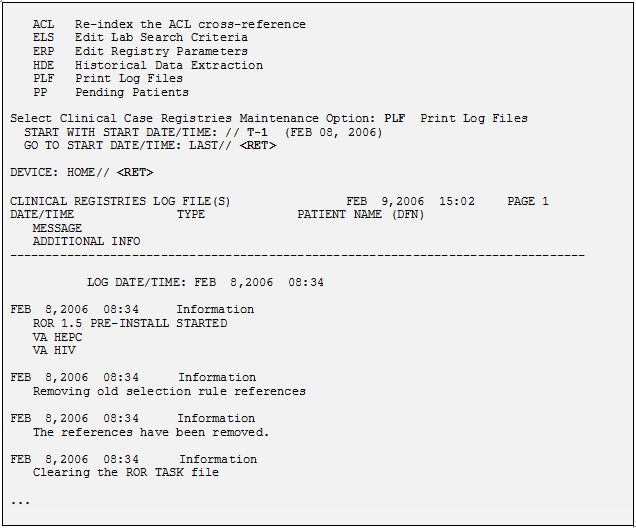 ACL   Re-index the ACL cross-reference
ELS   Edit Lab Search Criteria
ERP   Edit Registry Parameters
HDE   Historical Data Extraction
PLF   Print Log Files
PP    Pending Patients
Select Clinical Case Registries Maintenance Option: PLF  Print Log Files
START WITH START DATE/TIME: // T-1  (FEB 08, 2006)
GO TO START DATE/TIME: LAST// <RET>
DEVICE: HOME// <RET>
CLINICAL REGISTRIES LOG FILE(S)                FEB  9,2006  15:02    PAGE 1
DATE/TIME              TYPE             PATIENT NAME (DFN)
MESSAGE
ADDITIONAL INFO
--------------------------------------------------------------------------------
LOG DATE/TIME: FEB  8,2006  08:34
FEB  8,2006  08:34     Information
ROR 1.5 PRE-INSTALL STARTED
VA HEPC
VA HIV
FEB  8,2006  08:34     Information
Removing old selection rule references
FEB  8,2006  08:34     Information
The references have been removed.
FEB  8,2006  08:34     Information
Clearing the ROR TASK file
...